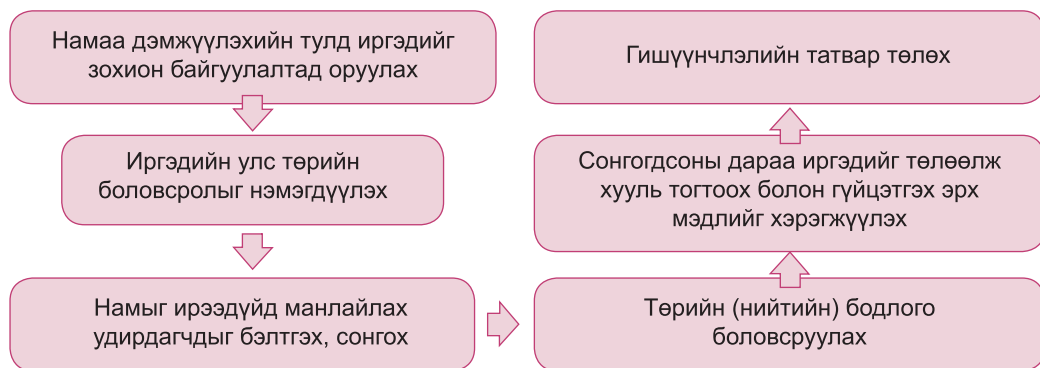 Намаа дэмжүүлэхийн тулд иргэдийг
зохион байгуулалтад оруулах
Иргэдийн улс төрийн
боловсролыг нэмэгдүүлэх
Намыг ирээдүйд манлайлах
удирдагчдыг бэлтгэх, сонгох
Төрийн (нийтийн) бодлого
боловсруулах
Сонгогдсоны дараа иргэдийг төлөөлж
хууль тогтоох болон гүйцэтгэх эрх
мэдлийг хэрэгжүүлэх
Гишүүнчлэлийн татвар төлөх